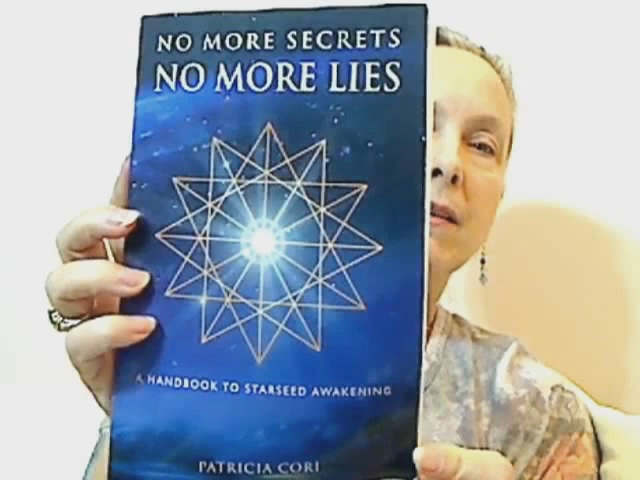 NO MORE SECRETS
NO MORE LIES
A HANDBOOK TO STARSEED AWAKENING
PATRICIA CORI